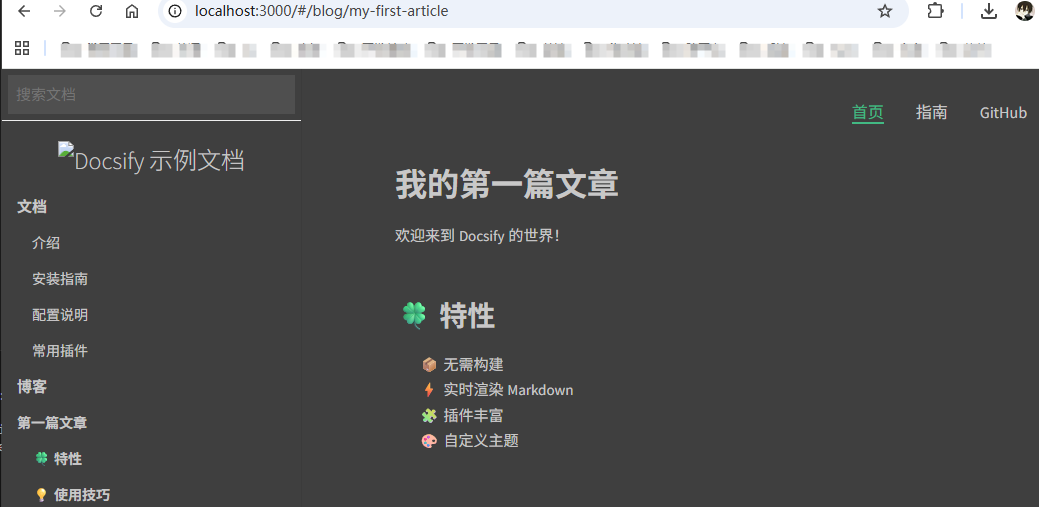 localhost:3000/#/blog/my-first-article
搜索文档
首页
指南
GitHub
Docsify 示例文档
文档
介绍
安装指南
配置说明
常用插件
博客
第一篇文章
🍀 特性
💡 使用技巧
我的第一篇文章
欢迎来到 Docsify 的世界!
🍀 特性
📦 无需构建
⚡ 实时渲染 Markdown
🧩 插件丰富
🎨 自定义主题